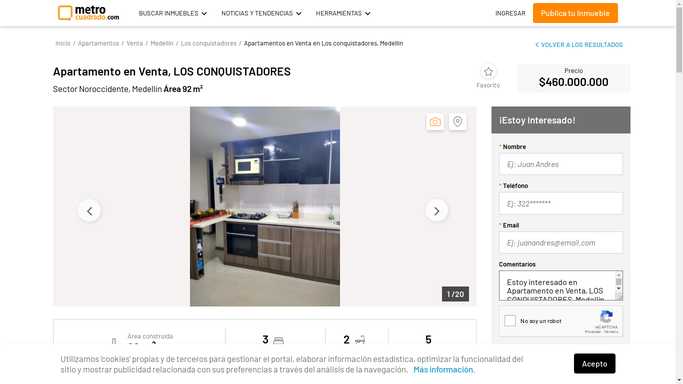 metro
cuadrado.com
BUSCAR INMUEBLES
NOTICIAS Y TENDENCIAS
HERRAMIENTAS
INGRESAR
Publica tu Inmueble
Inicio / Apartamentos / Venta / Medellín / Los conquistadores / Apartamentos en Venta en Los conquistadores, Medellín
VOLVER A LOS RESULTADOS
Apartamento en Venta, LOS CONQUISTADORES
Sector Noroccidente, Medellín Área 92 m²
Favorito
Precio
$460.000.000
¡Estoy Interesado!
* Nombre
Ej: Juan Andres
* Teléfono
Ej: 322*******
* Email
Ej: juanandres@email.com
Comentarios
Estoy interesado en
Apartamento en Venta, LOS
CONQUISTADORES, Medellín
No soy un robot
reCAPTCHA
Privacidad - Términos
1 /20
Área construida
3
2
5
Utilizamos 'cookies' propias y de terceros para gestionar el portal, elaborar información estadística, optimizar la funcionalidad del
sitio y mostrar publicidad relacionada con sus preferencias a través del análisis de la navegación. Más información.
Acepto